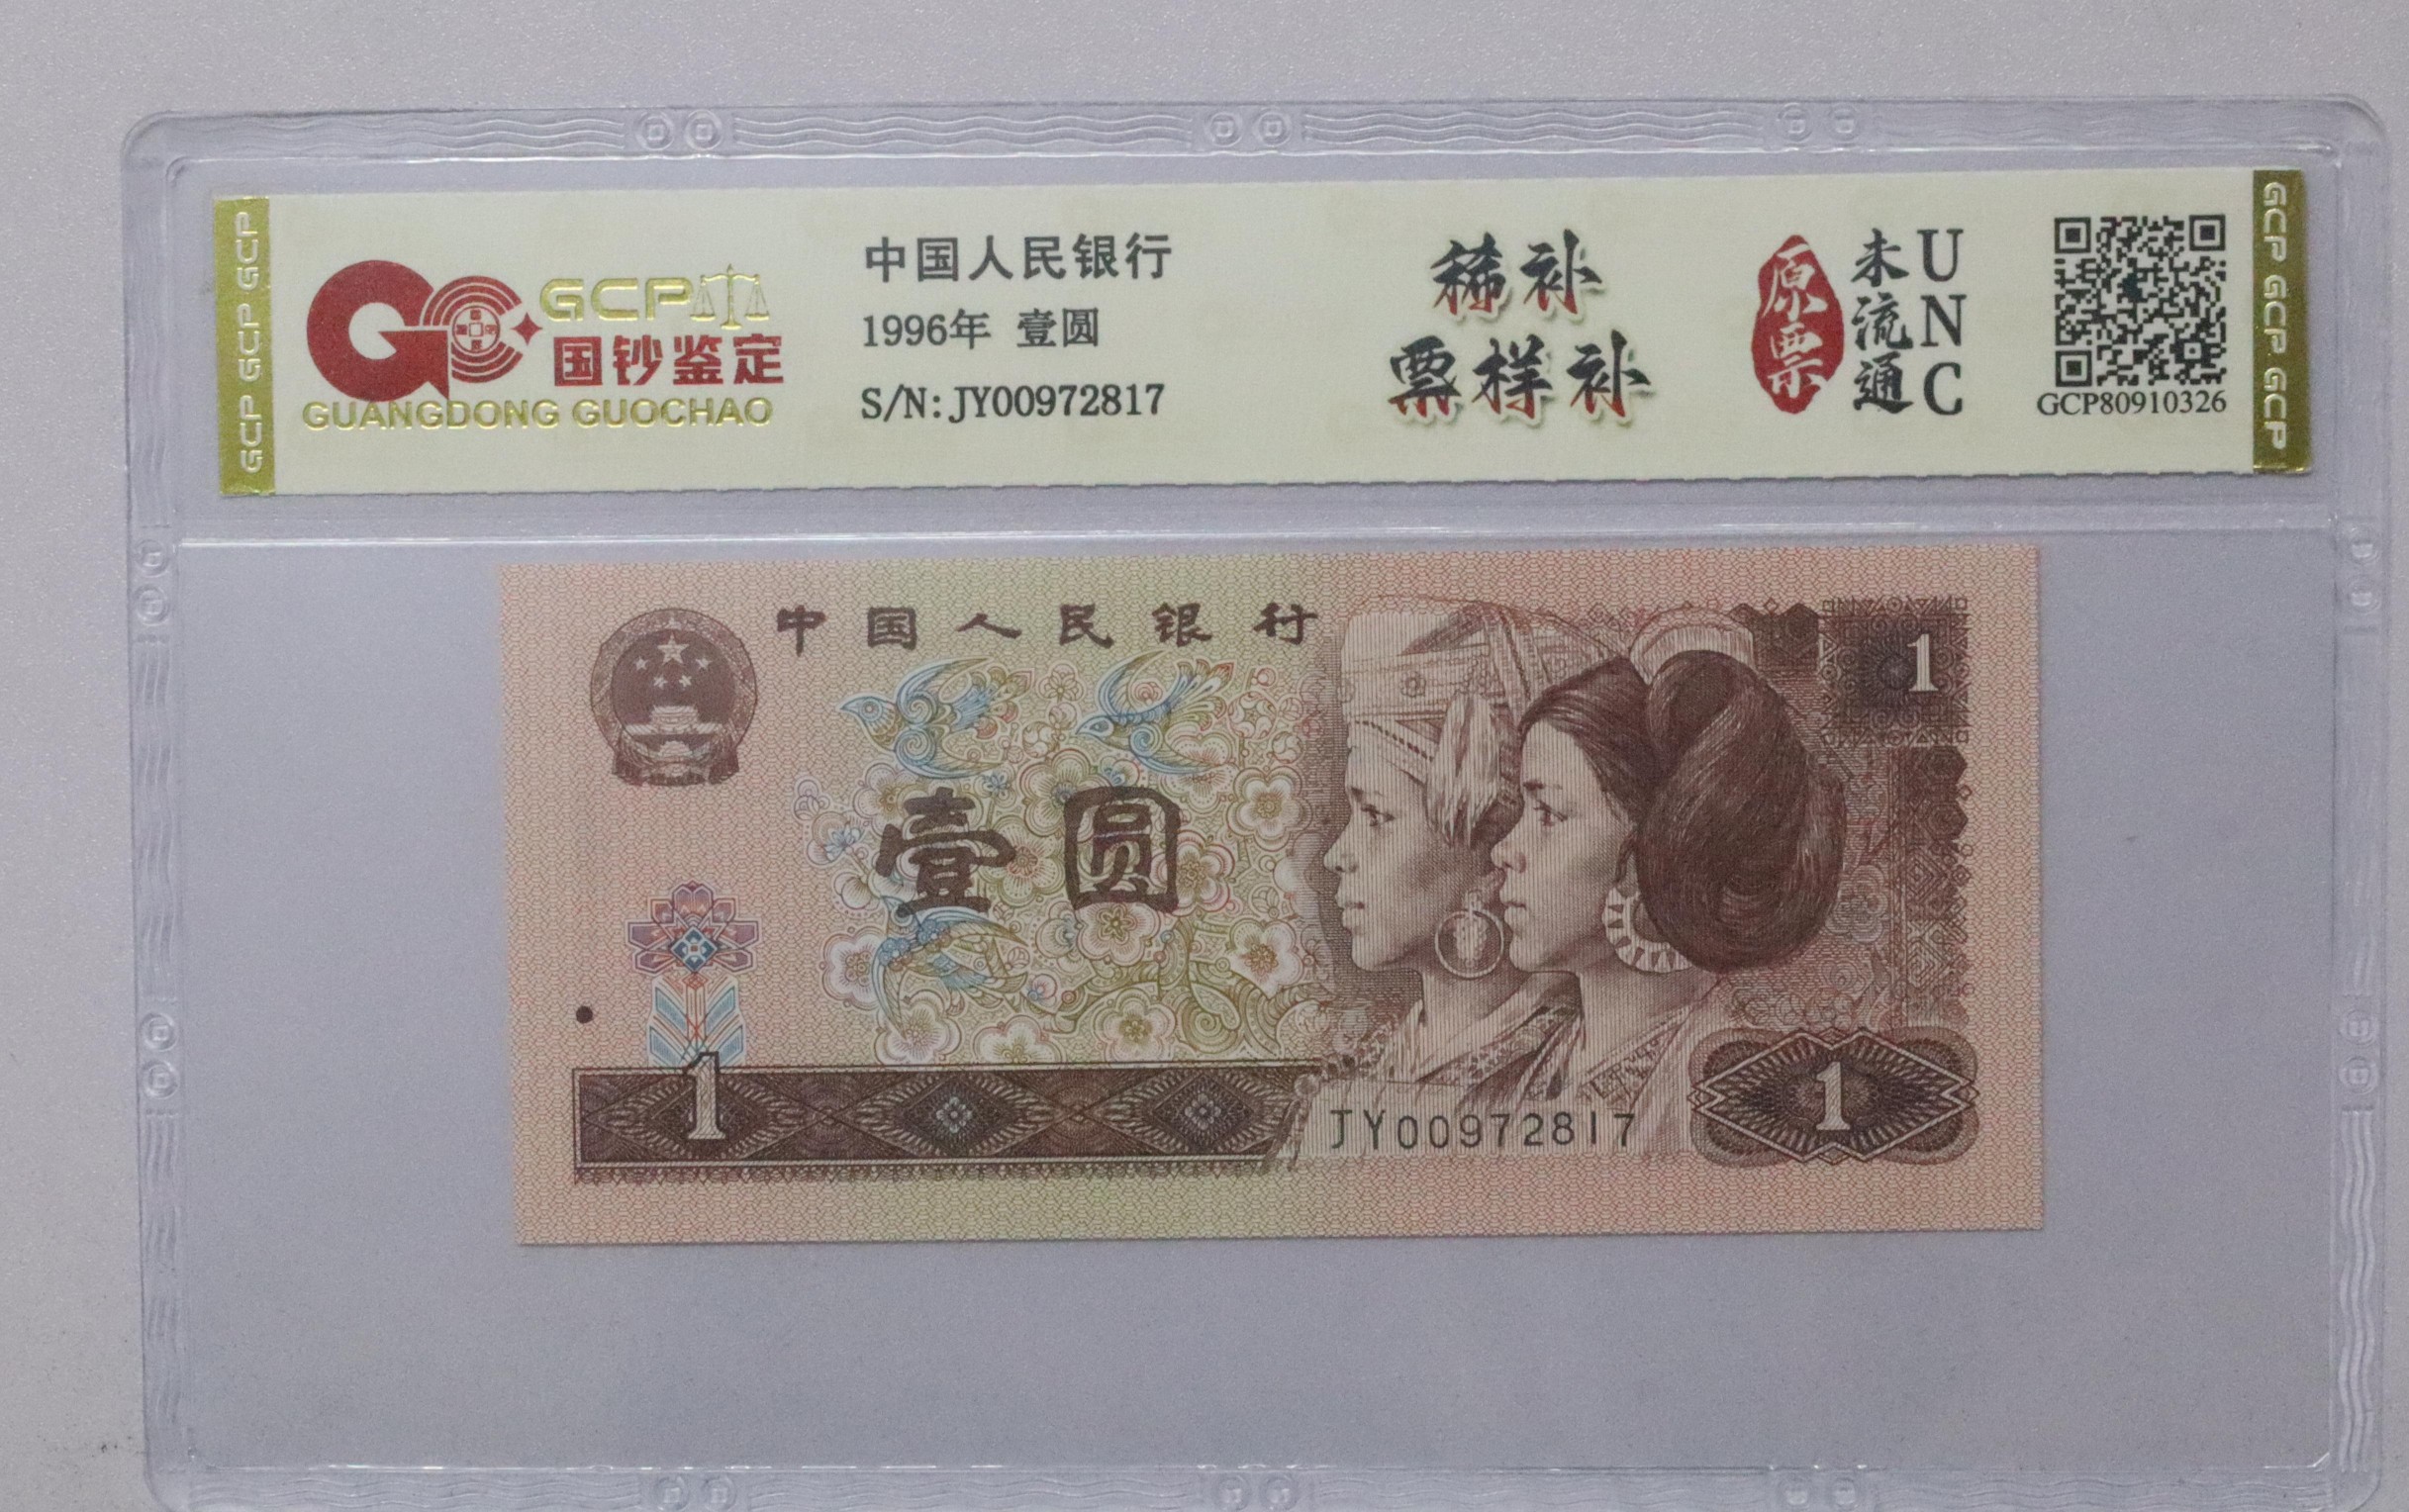 GCP GCP GCP
GCP
国钞鉴定
GUANGDONG GUOCHAO
中国人民银行
1996年 壹圆
S/N:JY00972817
稀补
票样补
原票
未流通
UNC
GCP80910326
GCP GCP GCP
中国人民银行
1
壹圆
1
JY00972817
1